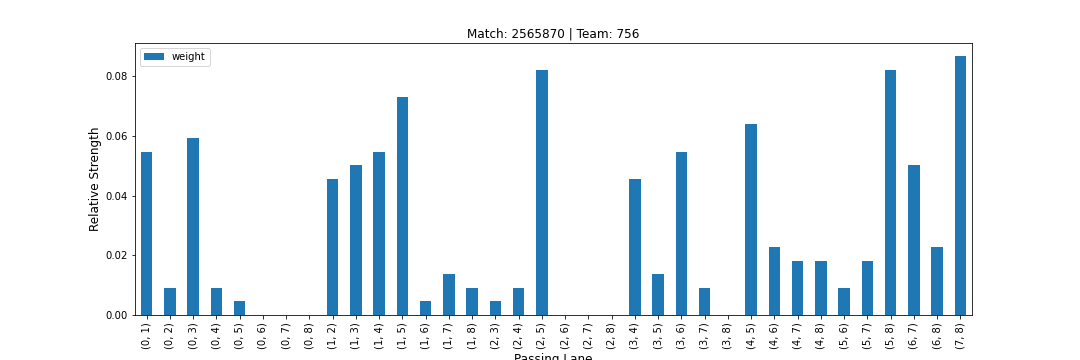 Match: 2565870 | Team: 756
weight
Relative Strength
0.08
0.06
0.04
0.02
0.00
(0, 1) (0, 2) (0, 3) (0, 4) (0, 5) (0, 6) (0, 7) (0, 8) (1, 2) (1, 3) (1, 4) (1, 5) (1, 6) (1, 7) (1, 8) (2, 3) (2, 4) (2, 5) (2, 6) (2, 7) (2, 8) (3, 4) (3, 5) (3, 6) (3, 7) (3, 8) (4, 5) (4, 6) (4, 7) (4, 8) (5, 6) (5, 7) (5, 8) (6, 7) (6, 8) (7, 8)
Passing Lane